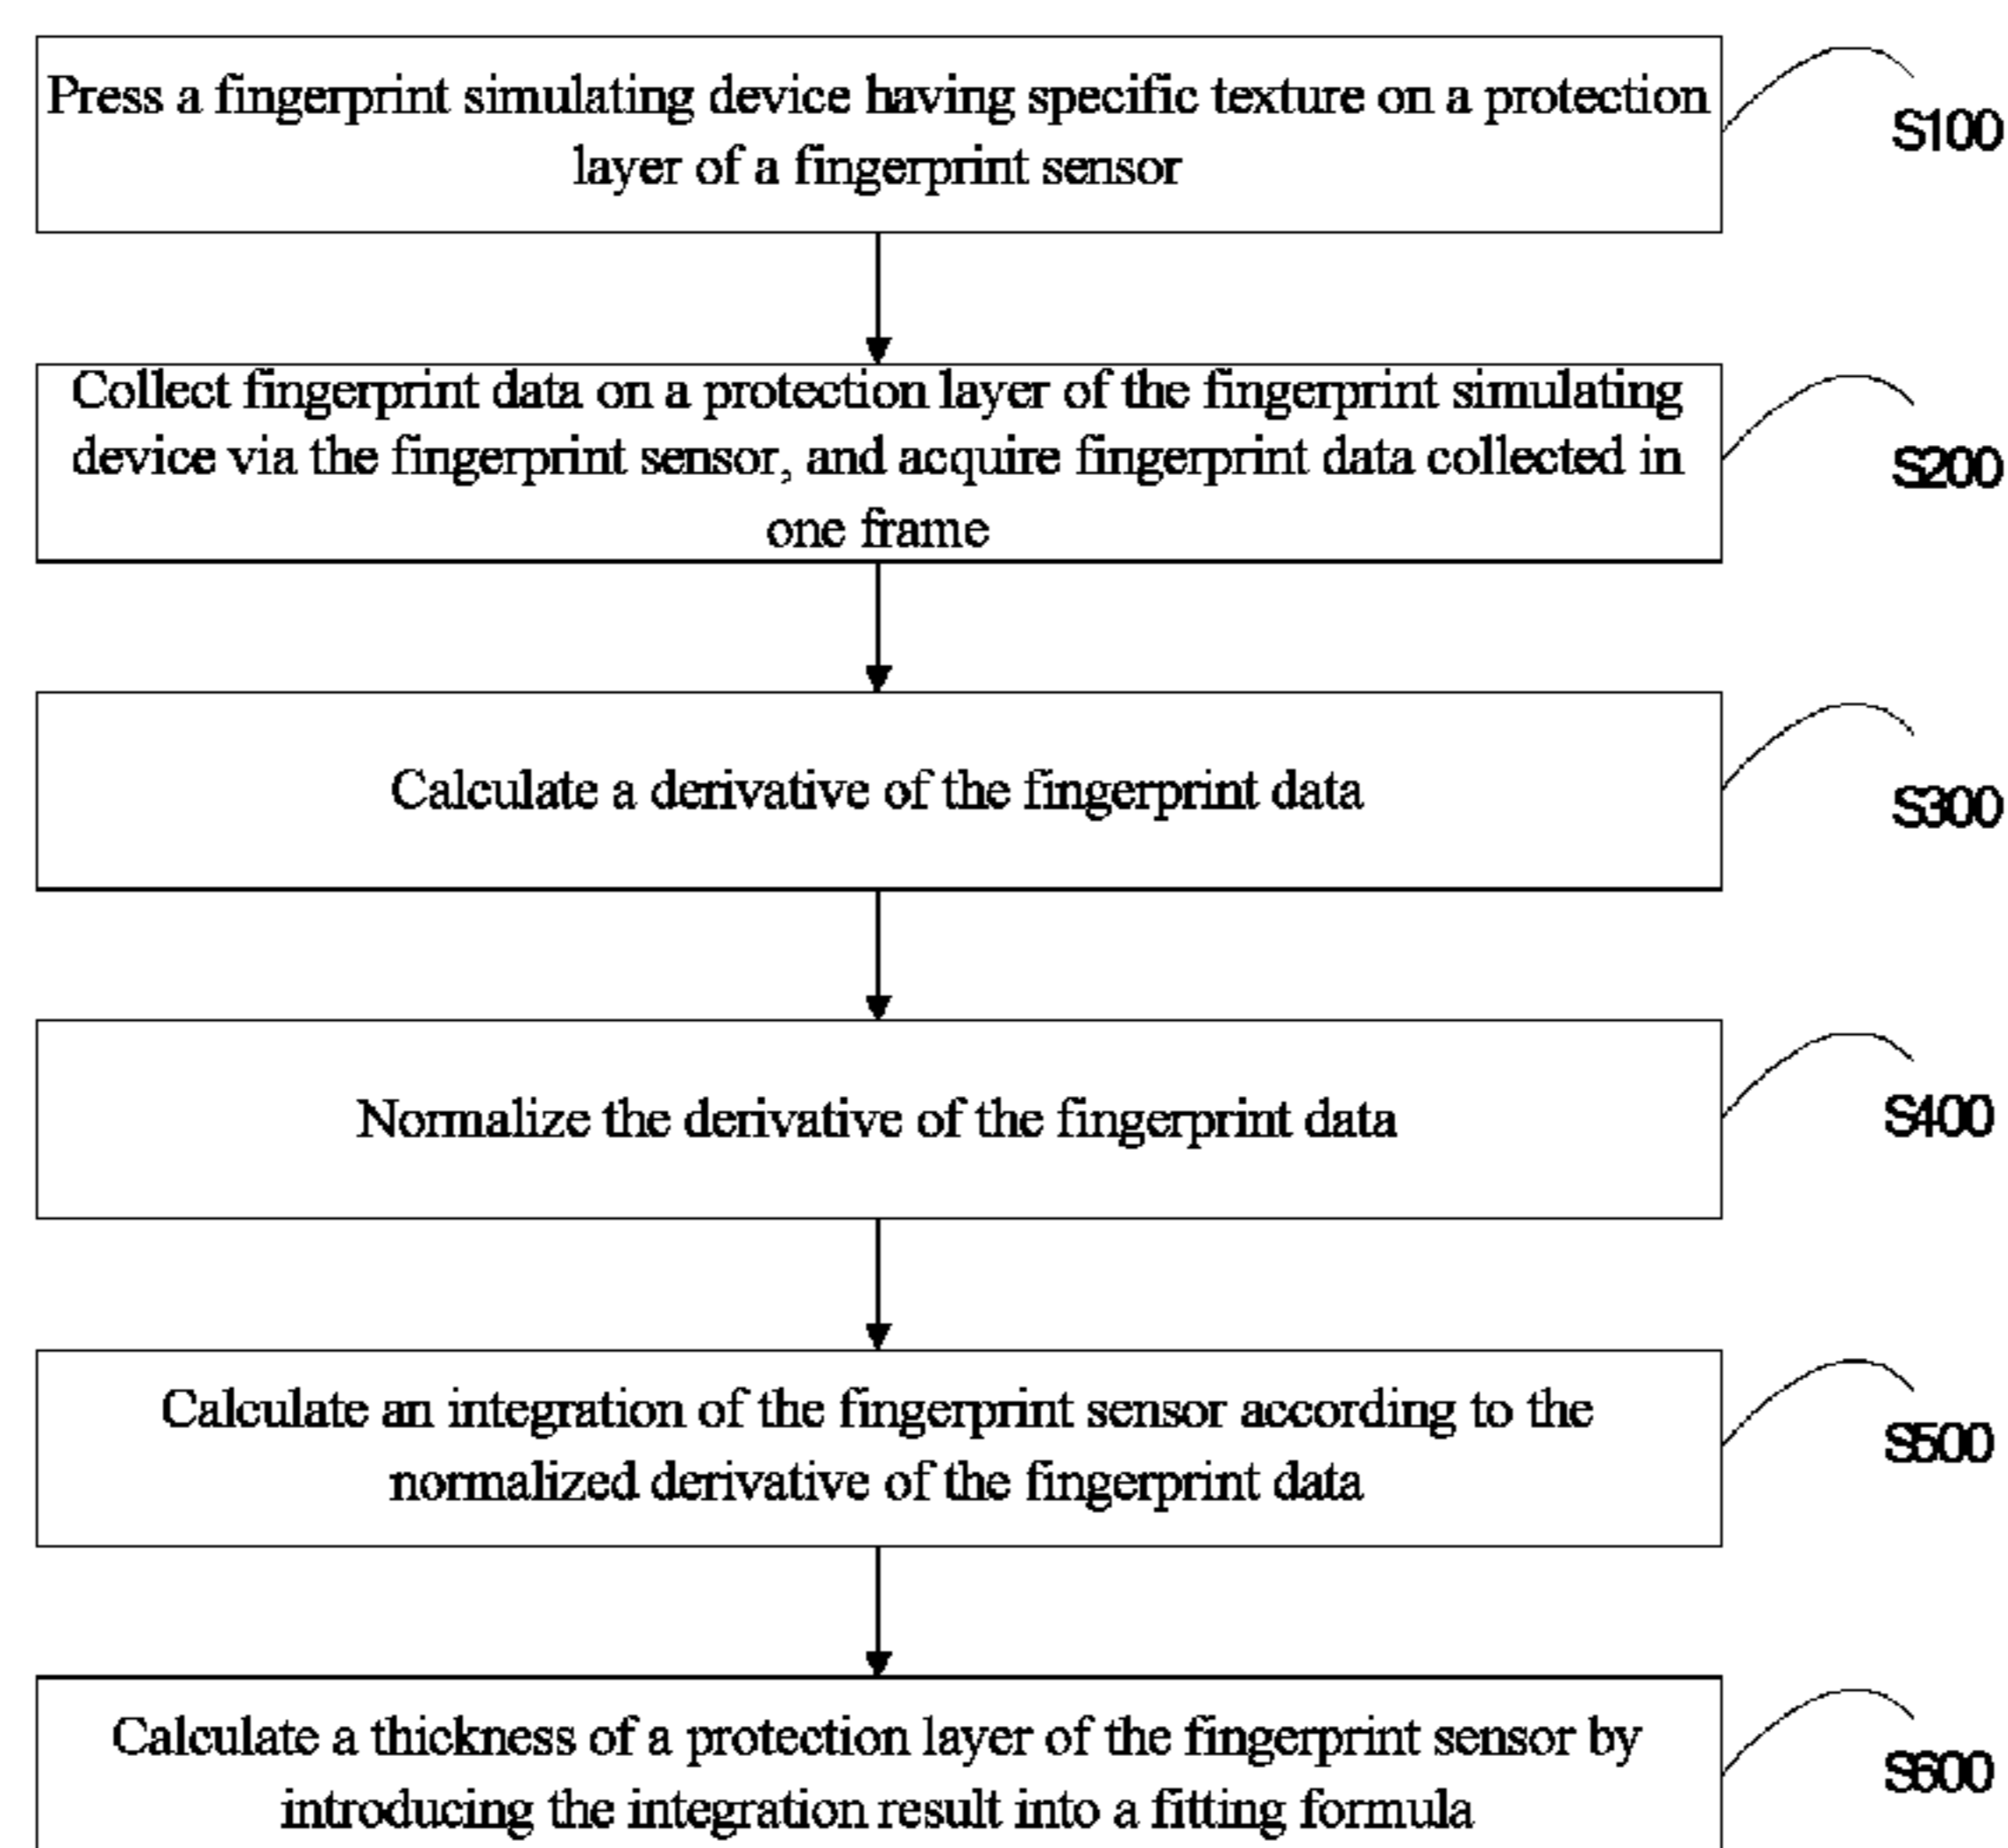 Press a fingerprint simulating device having specific texture on a protection
layer of a fingerprint sensor
S100
Collect fingerprint data on a protection layer of the fingerprint simulating
device via the fingerprint sensor, and acquire fingerprint data collected in
one frame
S200
Calculate a derivative of the fingerprint data
S300
Normalize the derivative of the fingerprint data
S400
Calculate an integration of the fingerprint sensor according to the
normalized derivative of the fingerprint data
S500
Calculate a thickness of a protection layer of the fingerprint sensor by
introducing the integration result into a fitting formula
S600